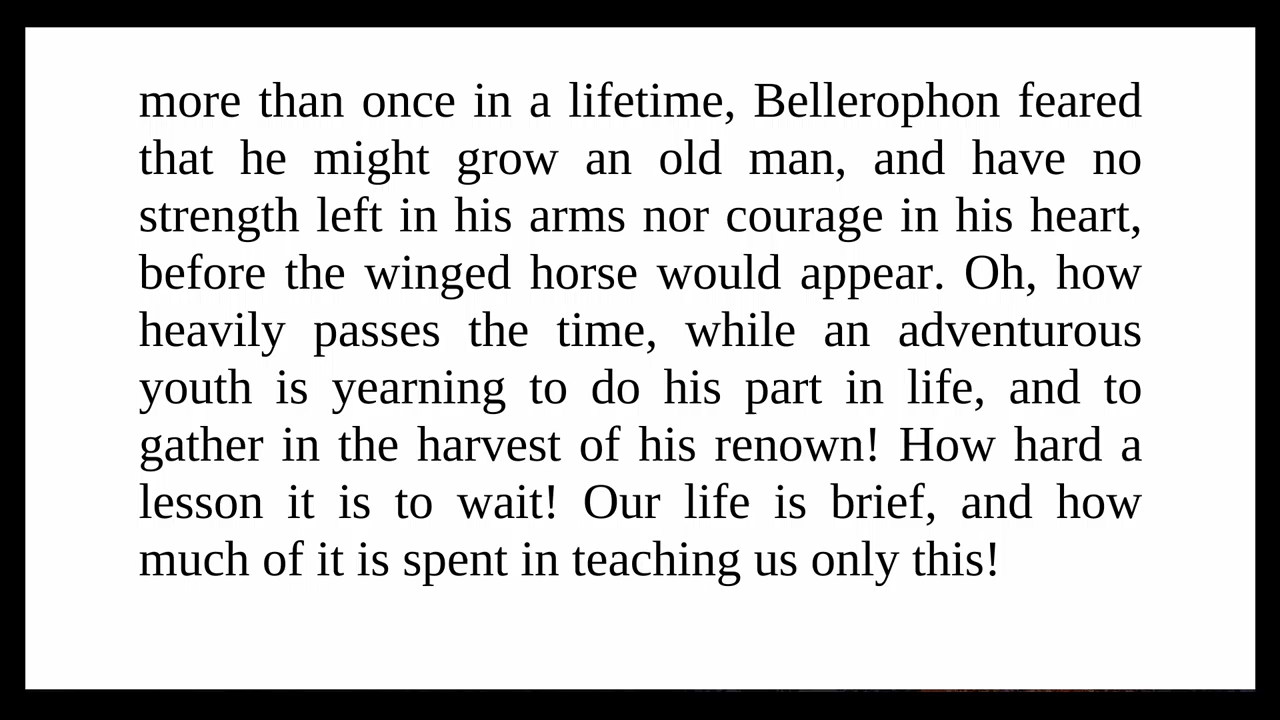 more than once in a lifetime, Bellerophon feared
that he might grow an old man, and have no
strength left in his arms nor courage in his heart,
before the winged horse would appear. Oh, how
heavily passes the time, while an adventurous
youth is yearning to do his part in life, and to
gather in the harvest of his renown! How hard a
lesson it is to wait! Our life is brief, and how
much of it is spent in teaching us only this!